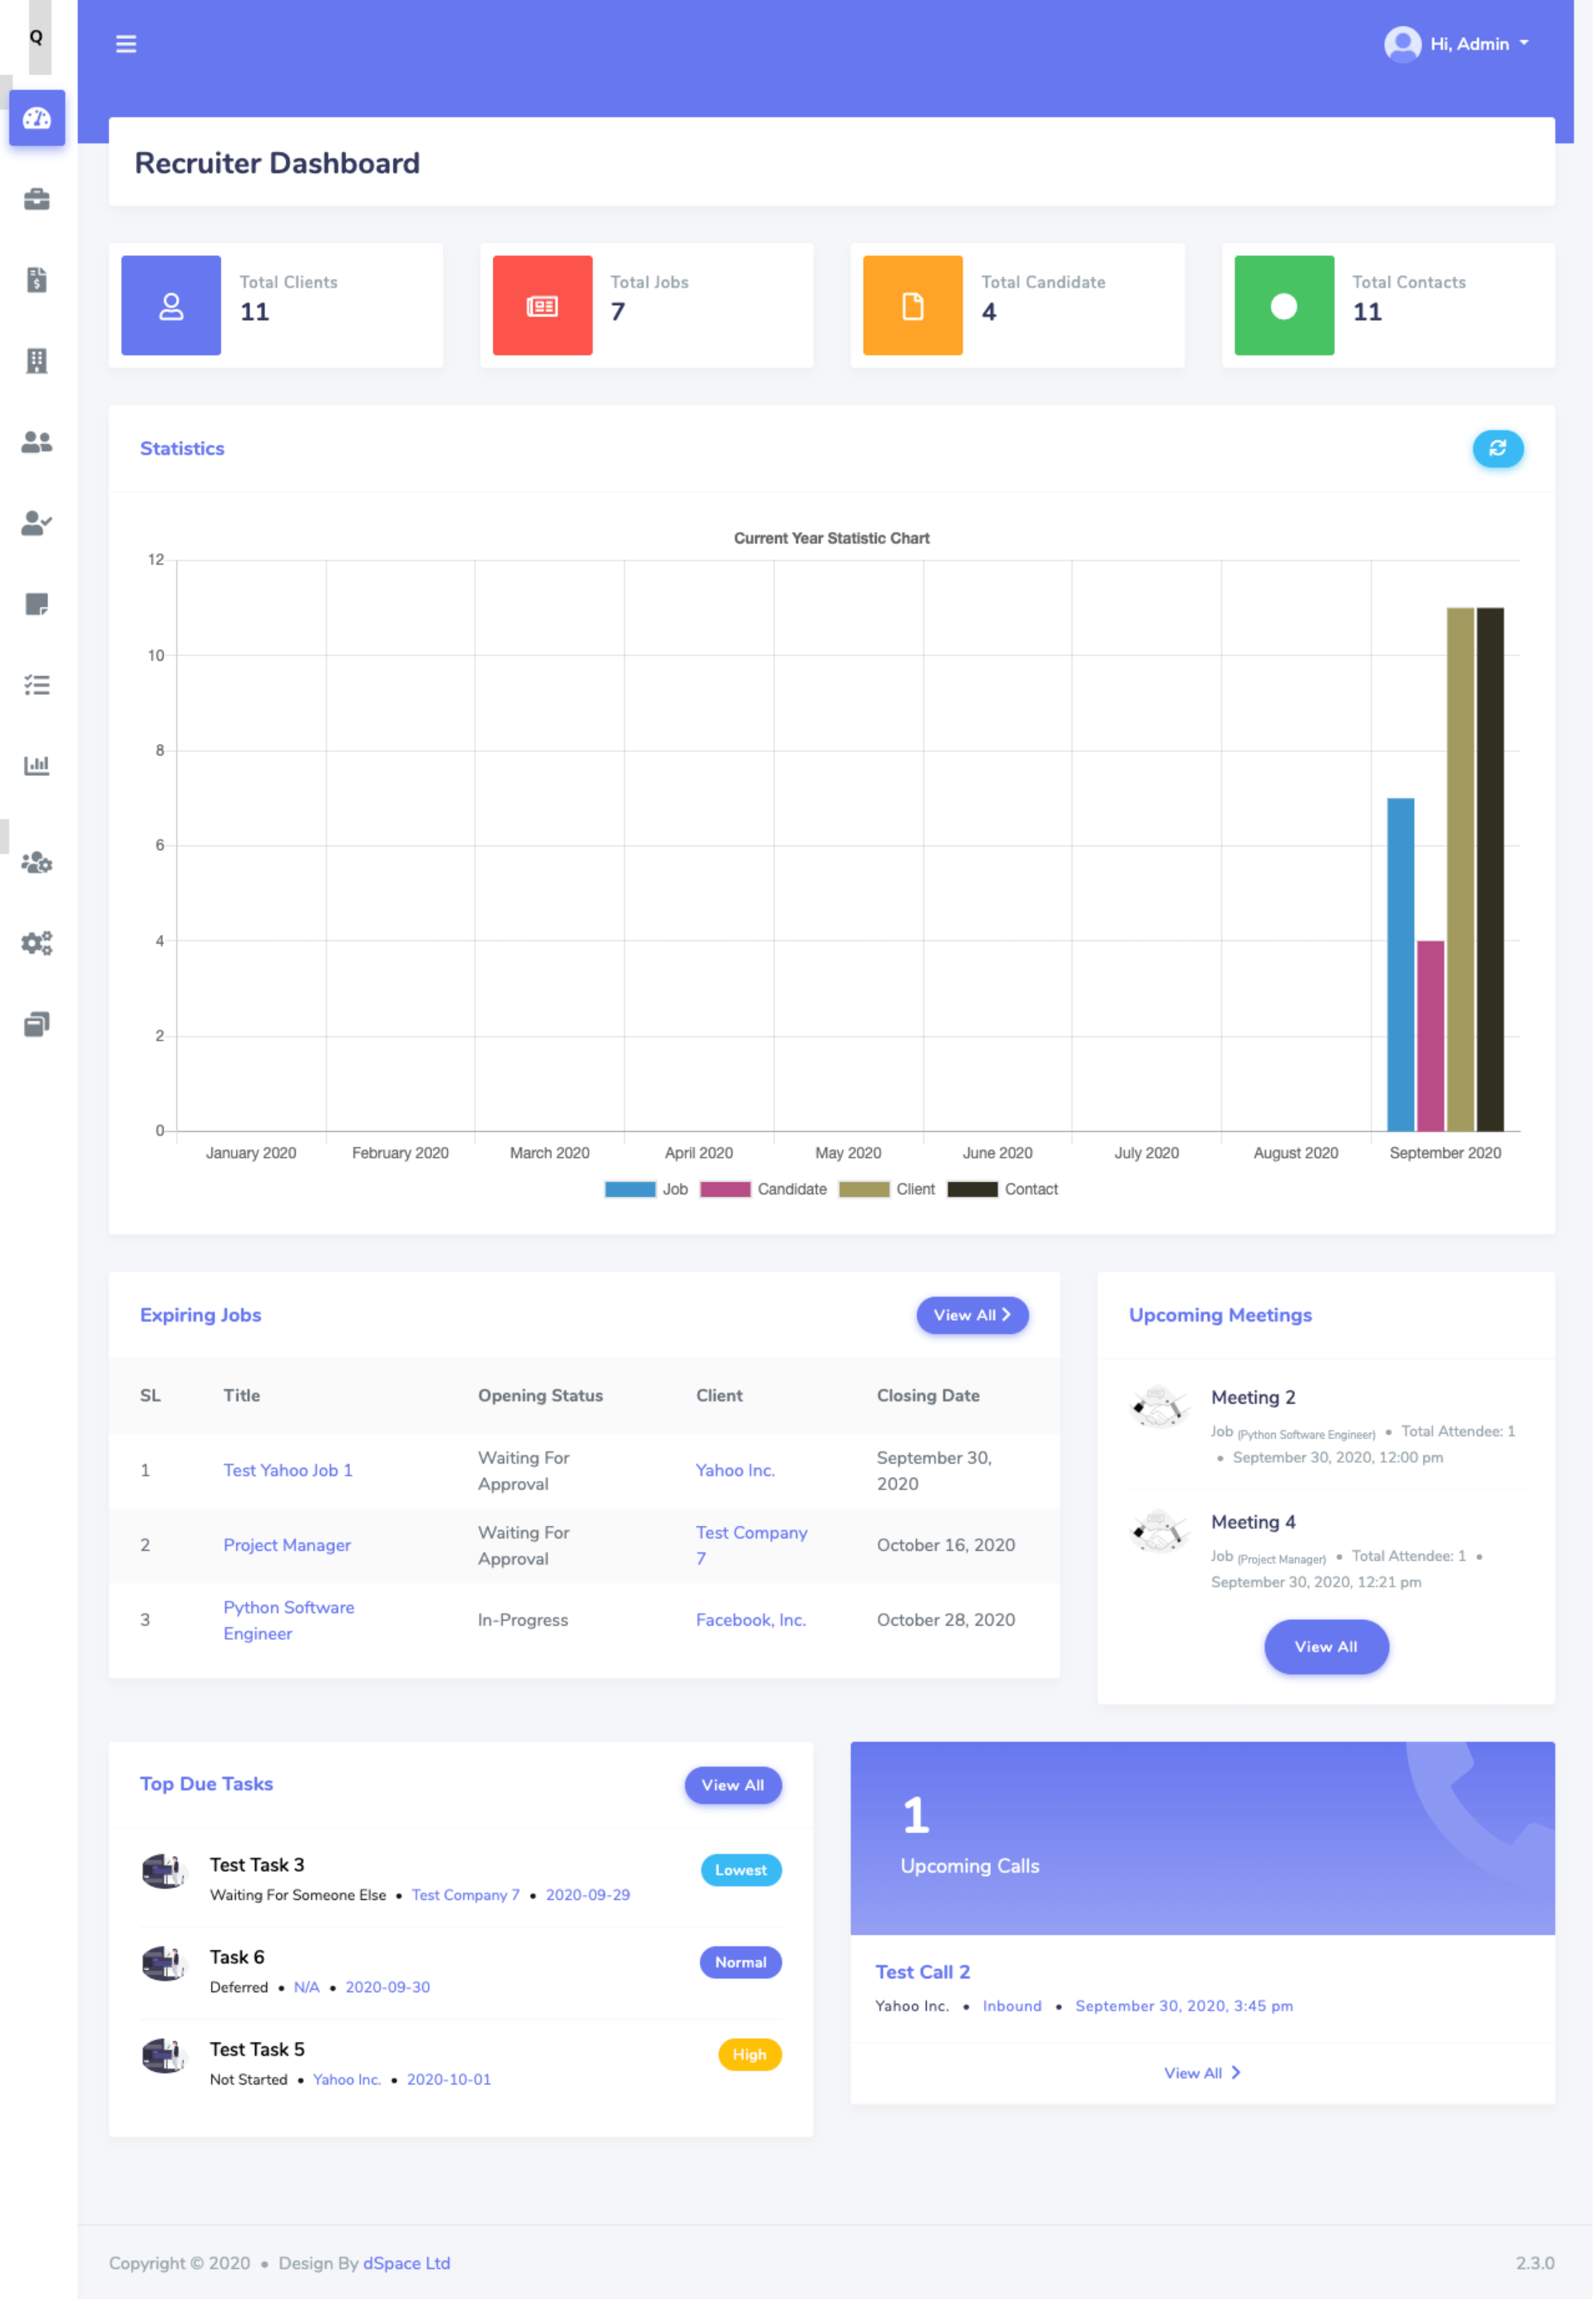 Q
Hi, Admin
Recruiter Dashboard
Total Clients
11
Total Jobs
7
Total Candidate
4
Total Contacts
11
Statistics
Current Year Statistic Chart
12
10
8
6
4
2
0
January 2020 February 2020 March 2020 April 2020 May 2020 June 2020 July 2020 August 2020 September 2020
Job Candidate Client Contact
Expiring Jobs
View All
SL Title Opening Status Client Closing Date
1 Test Yahoo Job 1 Waiting For Approval Yahoo Inc. September 30, 2020
2 Project Manager Waiting For Approval Test Company 7 October 16, 2020
3 Python Software Engineer In-Progress Facebook, Inc. October 28, 2020
Upcoming Meetings
Meeting 2
Job (Python Software Engineer) • Total Attendee: 1
• September 30, 2020, 12:00 pm
Meeting 4
Job (Project Manager) • Total Attendee: 1 •
September 30, 2020, 12:21 pm
View All
Top Due Tasks
View All
Test Task 3
Waiting For Someone Else • Test Company 7 • 2020-09-29
Lowest
Task 6
Deferred • N/A • 2020-09-30
Normal
Test Task 5
Not Started • Yahoo Inc. • 2020-10-01
High
1
Upcoming Calls
Test Call 2
Yahoo Inc. • Inbound • September 30, 2020, 3:45 pm
View All
Copyright © 2020 • Design By dSpace Ltd
2.3.0